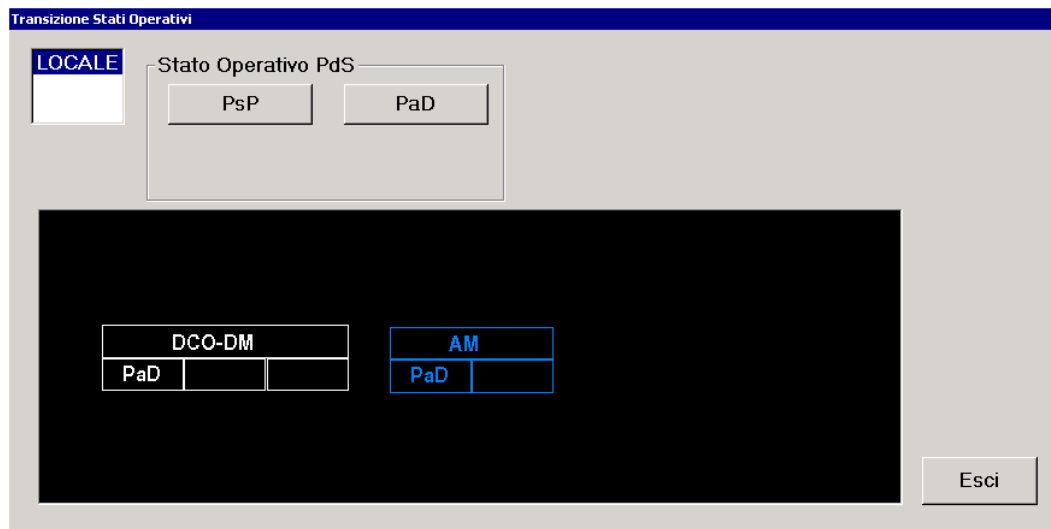 Transizione Stati Operativi
LOCALE
Stato Operativo PdS
PsP PaD
DCO-DM AM
PaD PaD
Esci